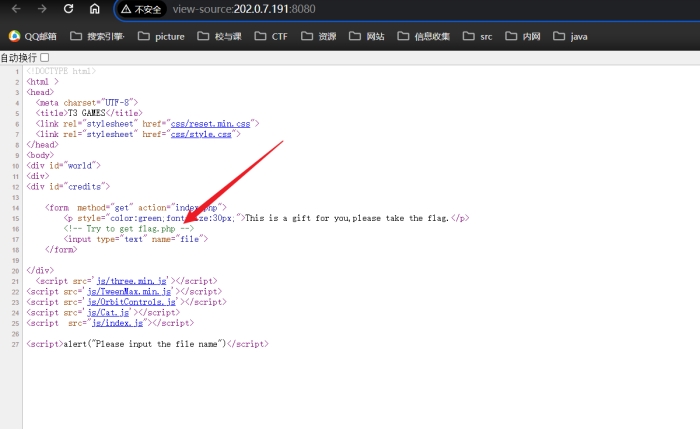 不安全 view-source:202.0.7.191:8080
QQ邮箱 搜索引擎· picture 校与课 CTF 资源 网站 信息收集 src 内网 java
自动换行
1 <!DOCTYPE html>
2 <html >
3 <head>
4 <meta charset="UTF-8">
5 <title>T3 GAMES</title>
6 <link rel="stylesheet" href="css/reset.min.css">
7 <link rel="stylesheet" href="css/style.css">
8 </head>
9 <body>
10 <div id="world">
11 <div>
12 <div id="credits">
13
14 <form method="get" action="index.php">
15 <p style="color:green;font-size:30px;">This is a gift for you,please take the flag.</p>
16 <!-- Try to get flag.php -->
17 <input type="text" name="file">
18 </form>
19
20 </div>
21 <script src='js/three.min.js'></script>
22 <script src='js/TweenMax.min.js'></script>
23 <script src='js/OrbitControls.js'></script>
24 <script src='js/Cat.js'></script>
25 <script src="js/index.js"></script>
26
27 <script>alert("Please input the file name")</script>